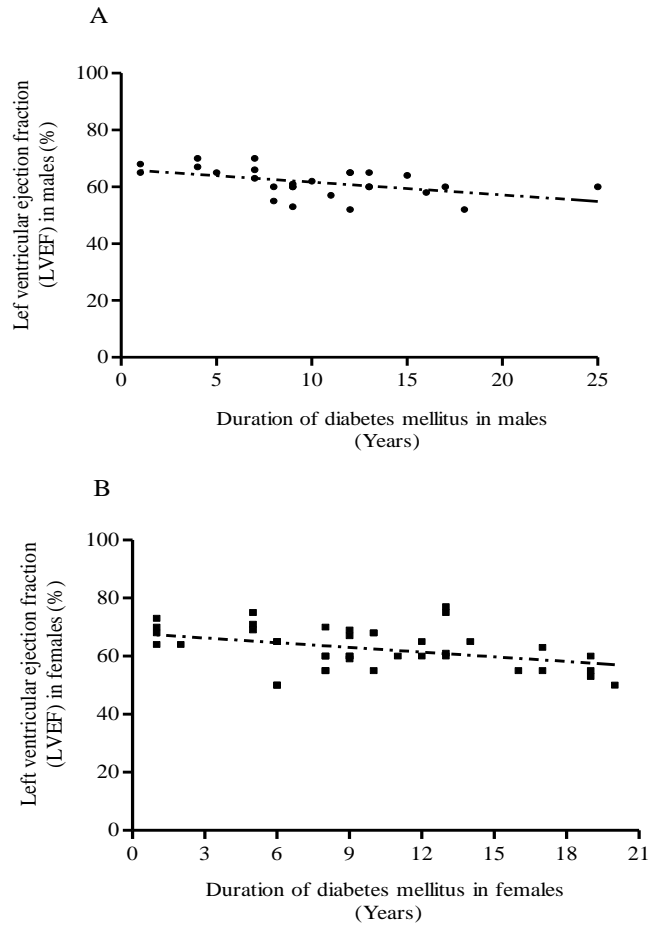 A
Lef ventricular ejection fraction
(LVEF) in males (%)
100
80
60
40
20
0
0 5 10 15 20 25
Duration of diabetes mellitus in males
(Years)
B
Left ventricular ejection fraction
(LVEF) in females (%)
100
80
60
40
20
0
0 3 6 9 12 15 18 21
Duration of diabetes mellitus in females
(Years)